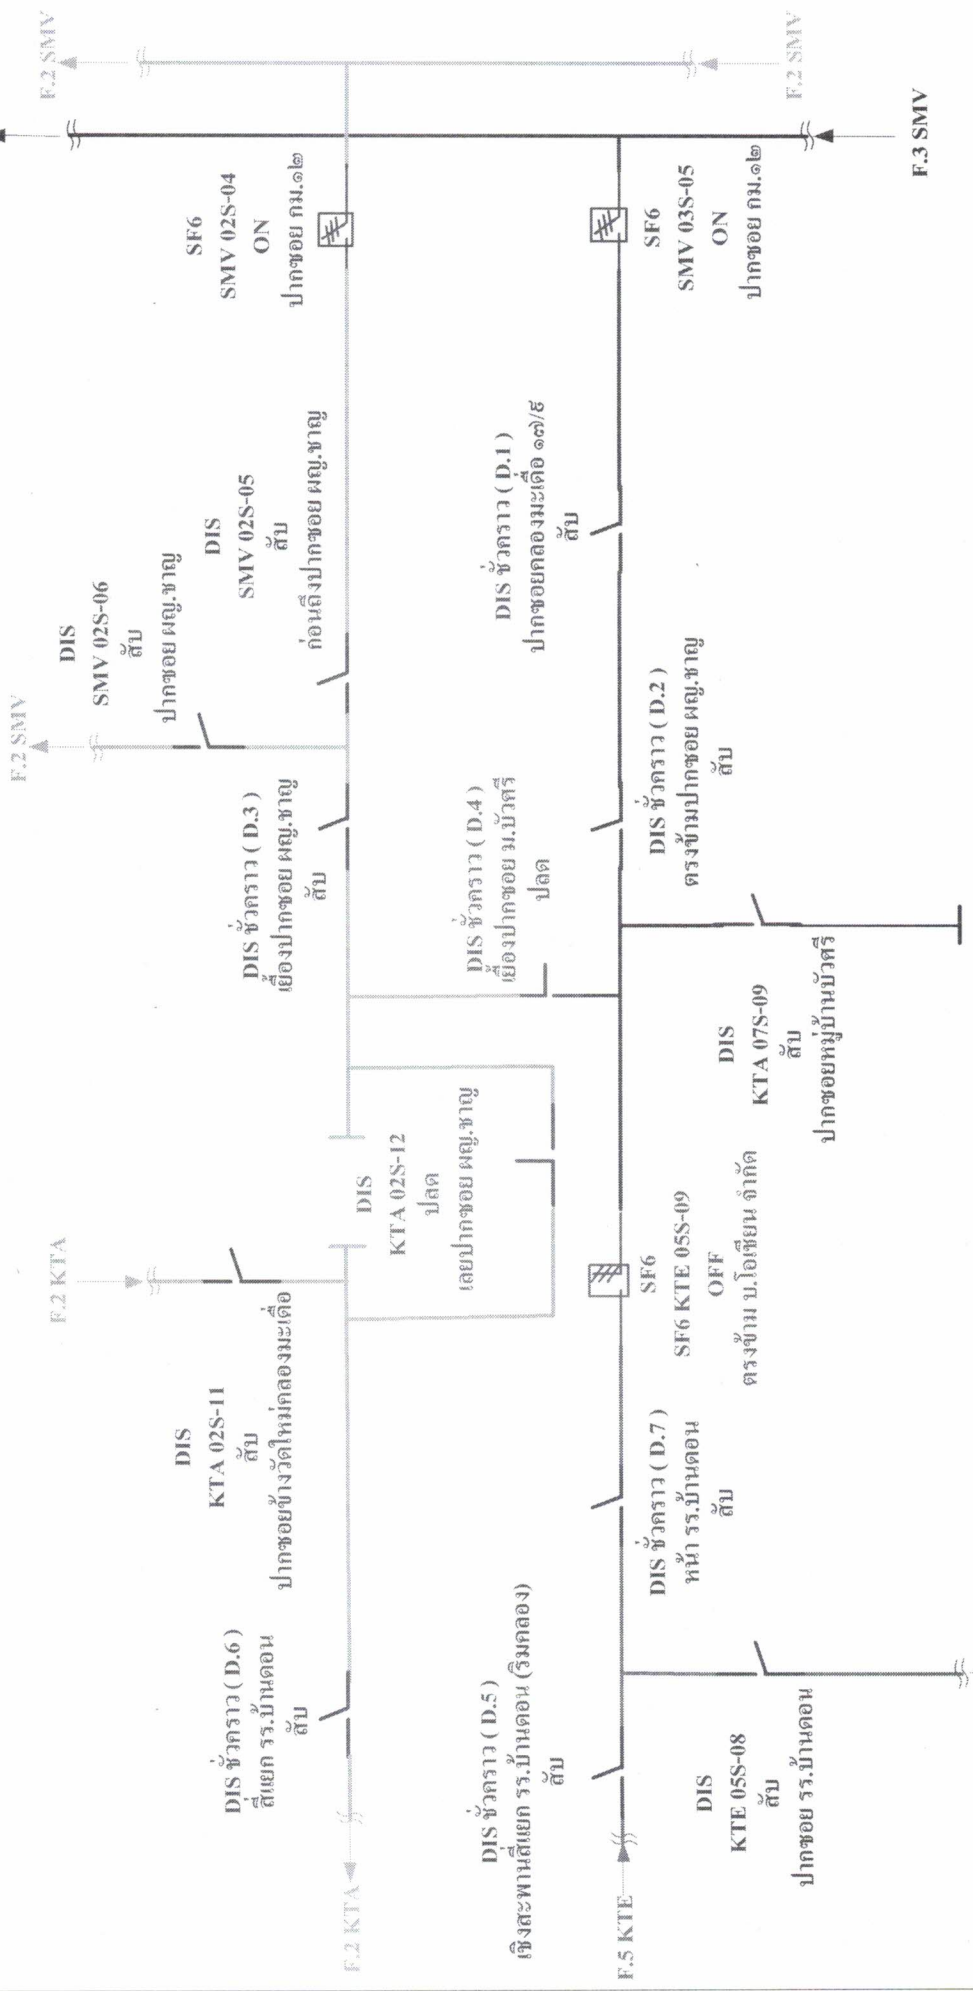 F.2 KTA
DIS ชั่วคราว ( D.6 )
สี่แยก รร.บ้านดอน
สับ
DIS
KTA 02S-11
สับ
ปากซอยข้างวัดใหม่คลองมะเดื่อ
F.2 KTA
DIS
KTA 02S-12
ปลด
เลยปากซอย ผญ.ชาญ
DIS ชั่วคราว ( D.3 )
เยื้องปากซอย ผญ.ชาญ
สับ
F.2 SMV
DIS
SMV 02S-06
สับ
ปากซอย ผญ.ชาญ
DIS
SMV 02S-05
สับ
ก่อนถึงปากซอย ผญ.ชาญ
SF6
SMV 02S-04
ON
ปากซอย กม.๑๒
F.2 SMV
F.5 KTE
DIS ชั่วคราว ( D.5 )
เชิงสะพานสี่แยก รร.บ้านดอน (ริมคลอง)
สับ
DIS
KTE 05S-08
สับ
ปากซอย รร.บ้านดอน
DIS ชั่วคราว ( D.7 )
หน้า รร.บ้านดอน
สับ
SF6
SF6 KTE 05S-09
OFF
ตรงข้าม บ.โอเชียน จำกัด
DIS
KTA 07S-09
สับ
ปากซอยหมู่บ้านบัวศรี
DIS ชั่วคราว ( D.4 )
เยื้องปากซอย ม.บัวศรี
ปลด
DIS ชั่วคราว ( D.2 )
ตรงข้ามปากซอย ผญ.ชาญ
สับ
DIS ชั่วคราว ( D.1 )
ปากซอยคลองมะเดื่อ ๑๗/๕
สับ
SF6
SMV 03S-05
ON
ปากซอย กม.๑๒
F.2 SMV
F.3 SMV